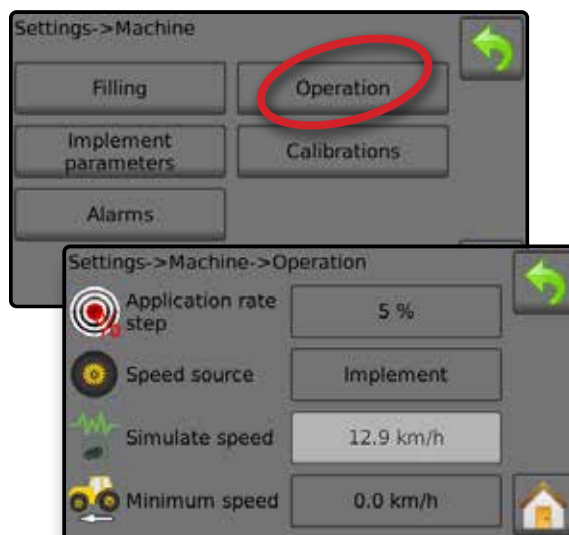 Settings->Machine
Filling
Operation
Implement
parameters
Calibrations
Alarms
Settings->Machine->Operation
Application rate
step
5 %
Speed source
Implement
Simulate speed
12.9 km/h
Minimum speed
0.0 km/h